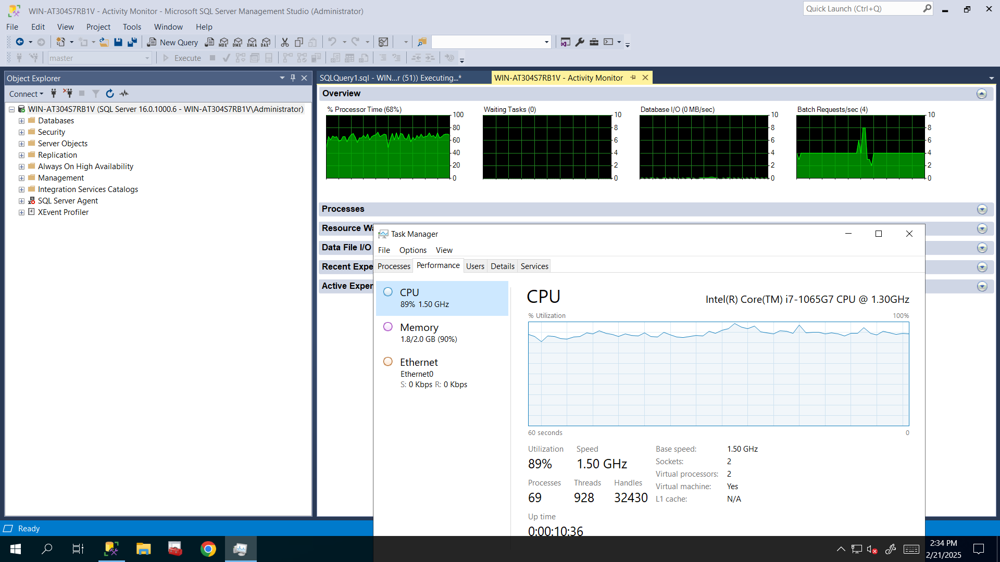 WIN-AT304S7RB1V - Activity Monitor - Microsoft SQL Server Management Studio (Administrator)
Quick Launch (Ctrl+Q)
File Edit View Project Tools Window Help
New Query MDX DMX XMLA DAX
master Execute
Object Explorer
SQLQuery1.sql - WIN...r (51)) Executing...*
WIN-AT304S7RB1V - Activity Monitor
Connect
WIN-AT304S7RB1V (SQL Server 16.0.1000.6 - WIN-AT304S7RB1V\Administrator)
Databases
Security
Server Objects
Replication
Always On High Availability
Management
Integration Services Catalogs
SQL Server Agent
XEvent Profiler
Overview
% Processor Time (68%)
100
80
60
40
20
0
Waiting Tasks (0)
10
8
6
4
2
0
Database I/O (0 MB/sec)
10
8
6
4
2
0
Batch Requests/sec (4)
10
8
6
4
2
0
Processes
Resource Wa
Data File I/O
Recent Expe
Active Exper
Task Manager
File Options View
Processes Performance Users Details Services
CPU
89% 1.50 GHz
Memory
1.8/2.0 GB (90%)
Ethernet
Ethernet0
S: 0 Kbps R: 0 Kbps
CPU
Intel(R) Core(TM) i7-1065G7 CPU @ 1.30GHz
% Utilization 100%
60 seconds 0
Utilization Speed
89% 1.50 GHz
Processes Threads Handles
69 928 32430
Up time
0:00:10:36
Base speed: 1.50 GHz
Sockets: 2
Virtual processors: 2
Virtual machine: Yes
L1 cache: N/A
Ready
2:34 PM
2/21/2025